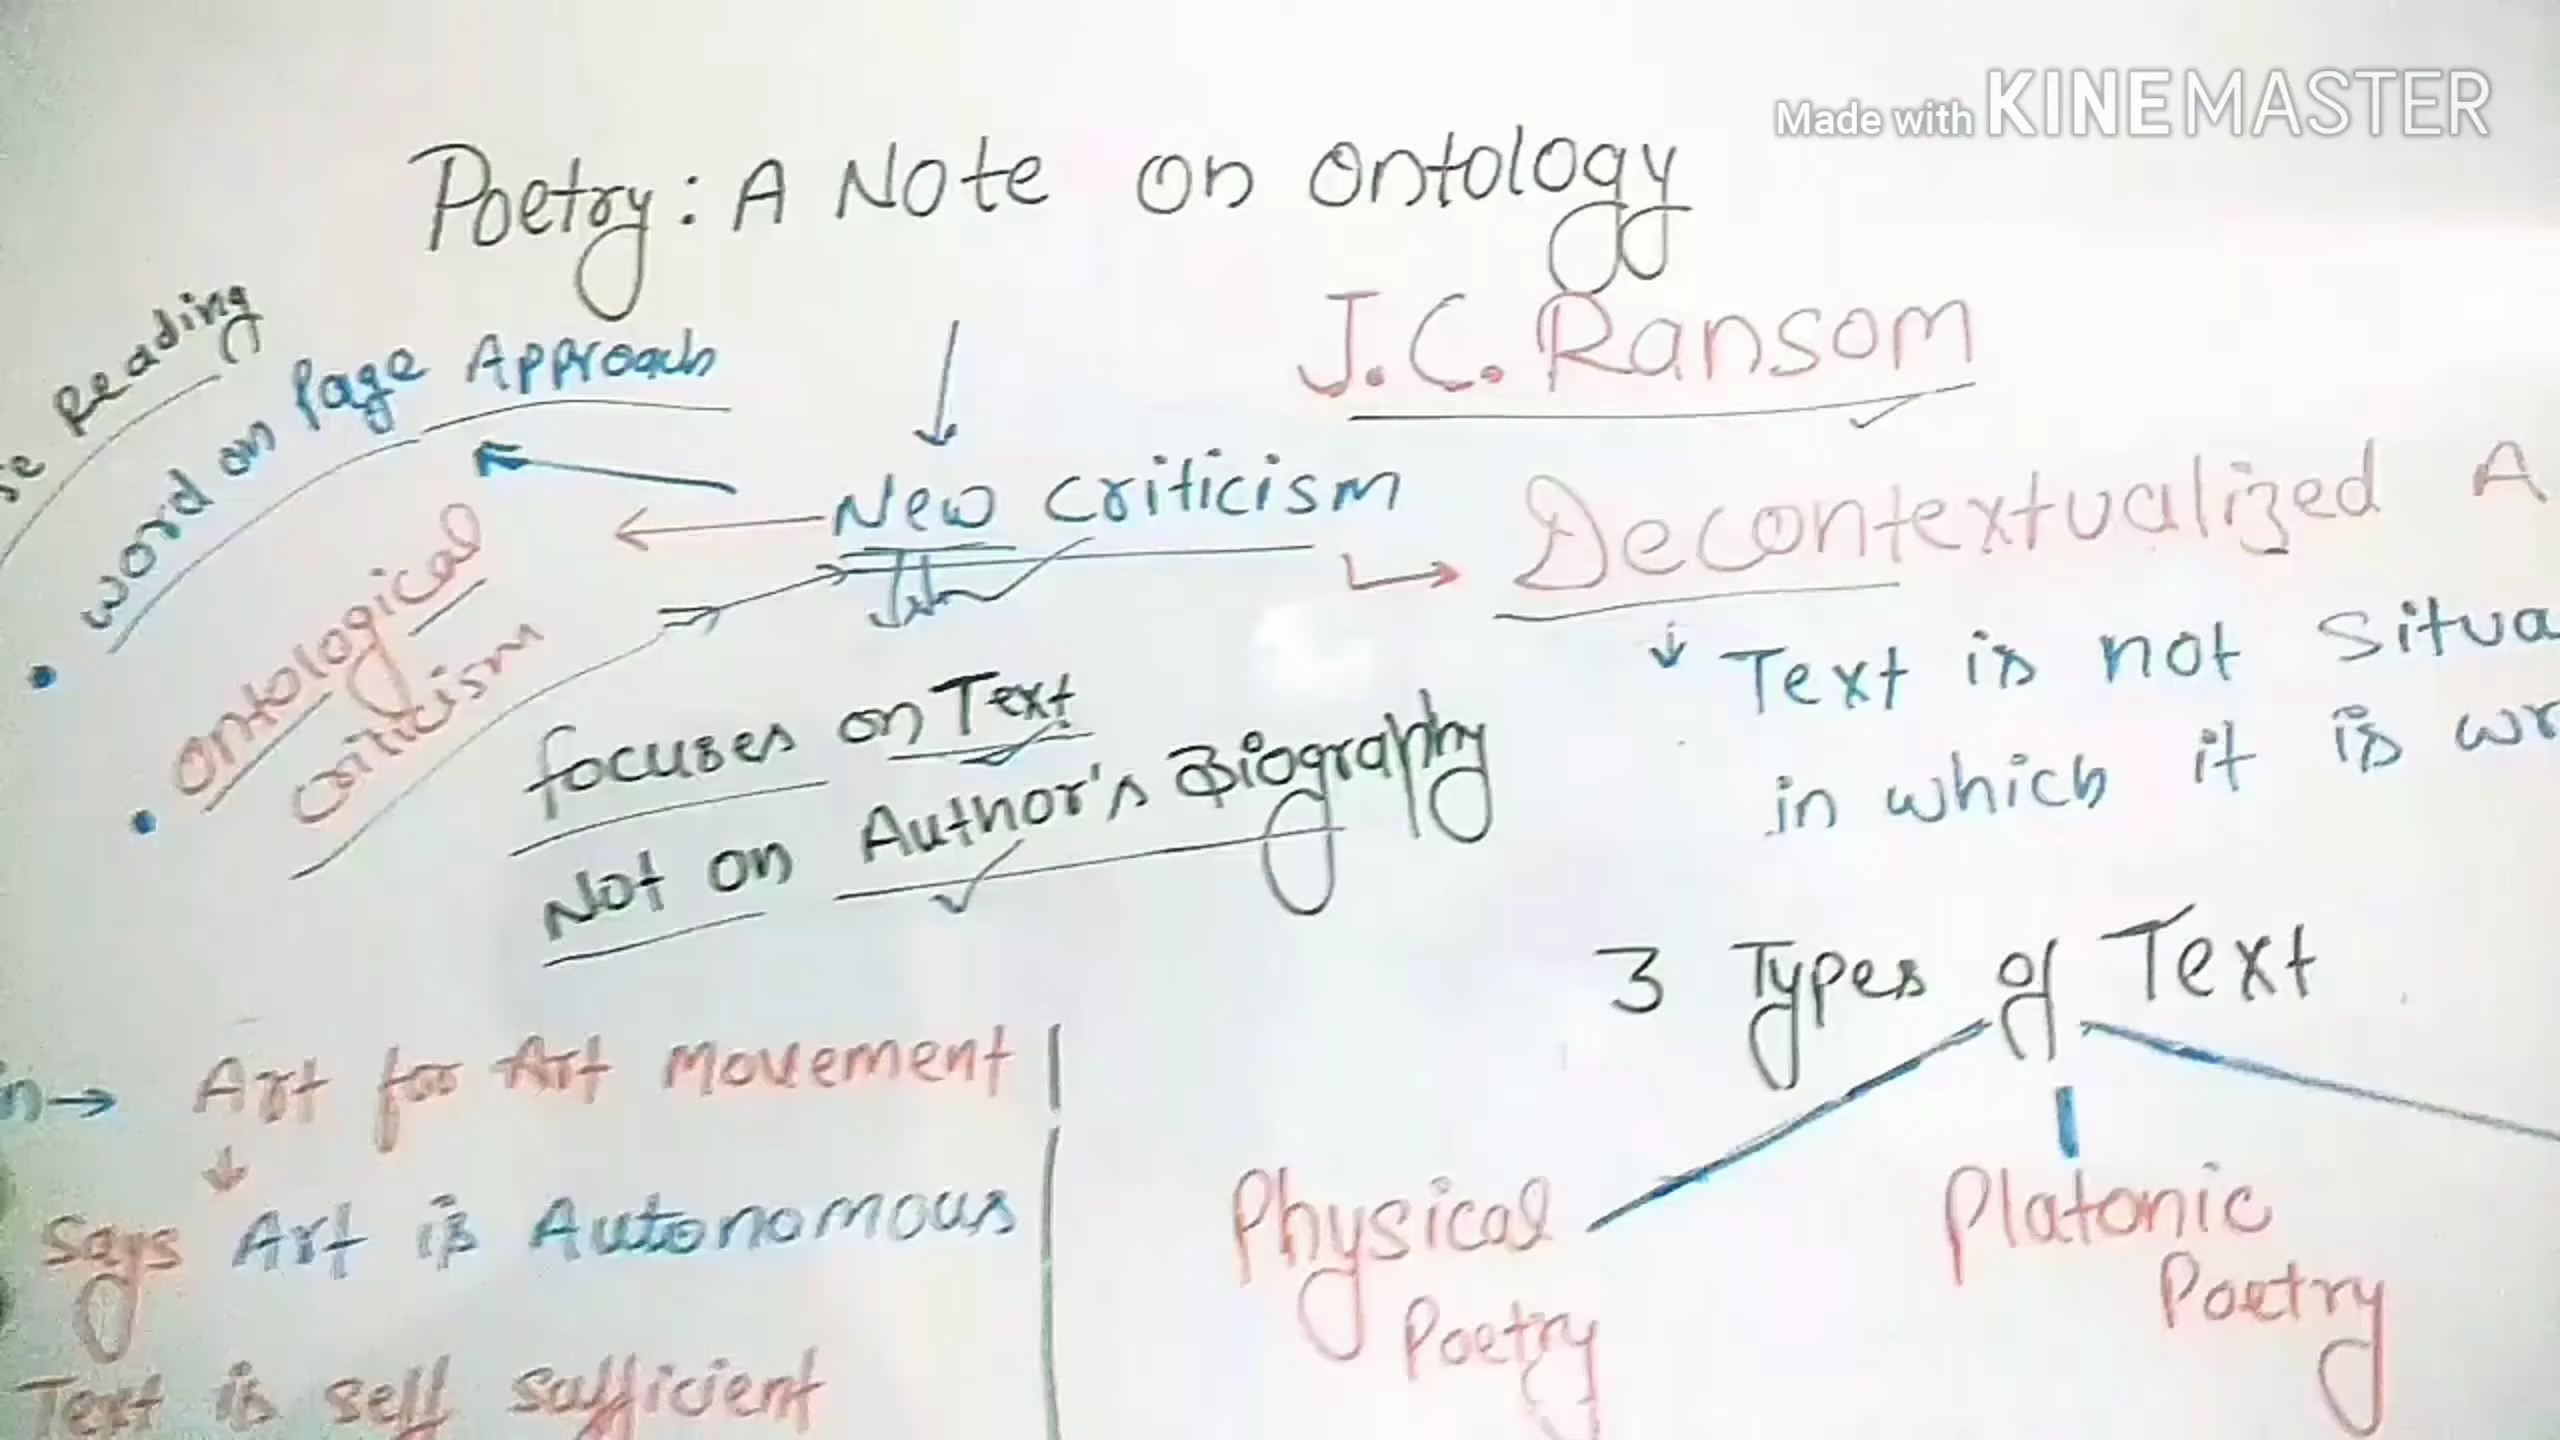 Made with KINEMASTER
Poetry: A Note on Ontology
J.C. Ransom
Reading
Word on Page Approach
New Criticism
Decontextualized A
Ontological
Criticism
Text is not Situa
in which it is wr
focuses on Text
Not on Author's Biography
3 Types of Text
Art for Art Movement
Says Art is Autonomous
Physical
Poetry
Platonic
Poetry
Text is self sufficient